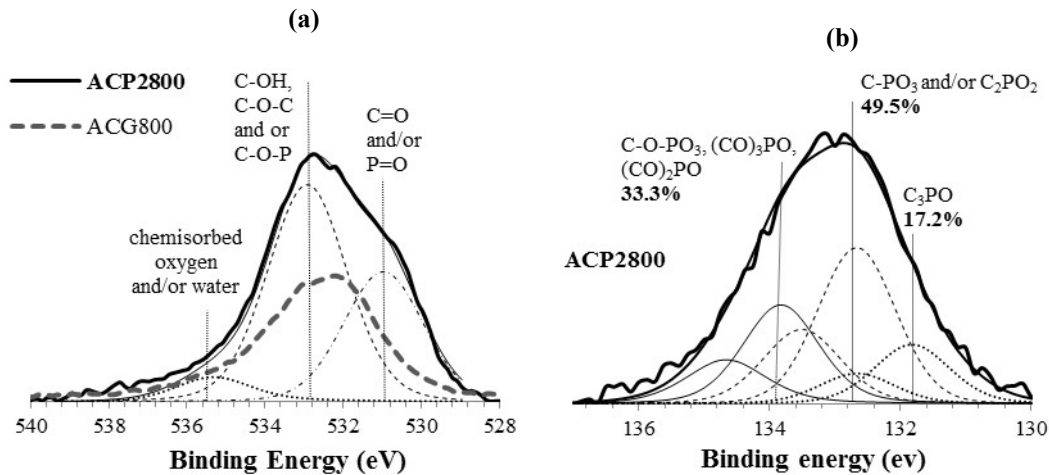 (a)
ACP2800
ACG800
C-OH,
C-O-C
and or
C-O-P
C=O
and/or
P=O
chemisorbed
oxygen
and/or water
540 538 536 534 532 530 528
Binding Energy (eV)
(b)
C-PO₃ and/or C₂PO₂
49.5%
C-O-PO₃, (CO)₃PO,
(CO)₂PO
33.3%
C₃PO
17.2%
ACP2800
136 134 132 130
Binding energy (ev)